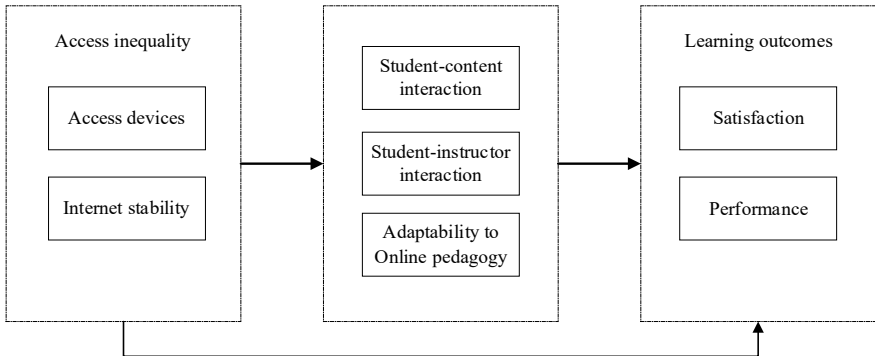 Access inequality
Access devices
Internet stability
Student-content
interaction
Student-instructor
interaction
Adaptability to
Online pedagogy
Learning outcomes
Satisfaction
Performance